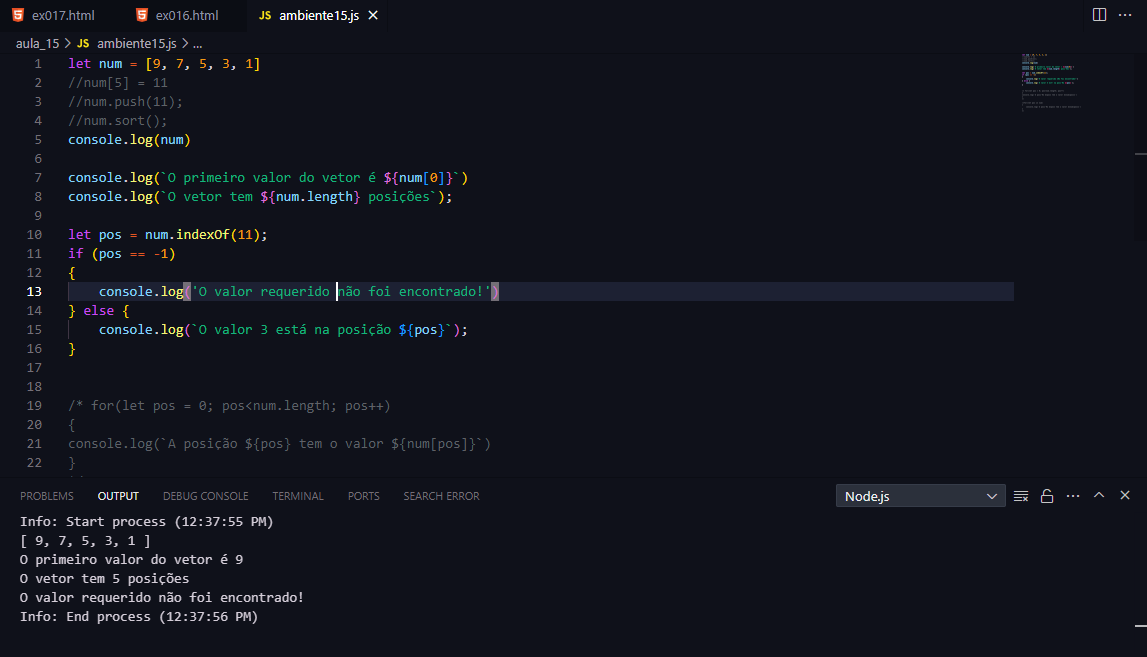 ex017.html ex016.html JS ambiente15.js
aula_15 > JS ambiente15.js > ...
1 let num = [9, 7, 5, 3, 1]
2 //num[5] = 11
3 //num.push(11);
4 //num.sort();
5 console.log(num)
6
7 console.log(`O primeiro valor do vetor é ${num[0]}`)
8 console.log(`O vetor tem ${num.length} posições`);
9
10 let pos = num.indexOf(11);
11 if (pos == -1)
12 {
13 console.log('O valor requerido não foi encontrado!')
14 } else {
15 console.log(`O valor 3 está na posição ${pos}`);
16 }
17
18
19 /* for(let pos = 0; pos<num.length; pos++)
20 {
21 console.log(`A posição ${pos} tem o valor ${num[pos]}`)
22 }
PROBLEMS OUTPUT DEBUG CONSOLE TERMINAL PORTS SEARCH ERROR Node.js
Info: Start process (12:37:55 PM)
[ 9, 7, 5, 3, 1 ]
O primeiro valor do vetor é 9
O vetor tem 5 posições
O valor requerido não foi encontrado!
Info: End process (12:37:56 PM)